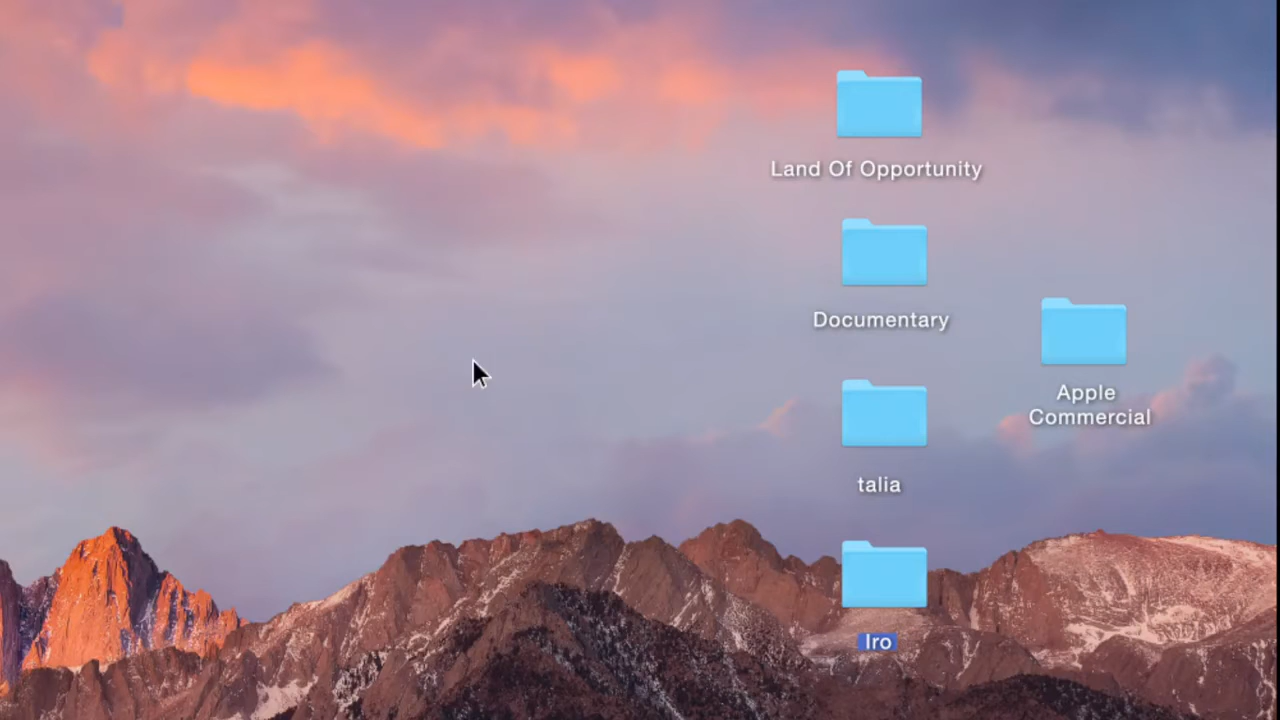 Land Of Opportunity
Documentary
Apple
Commercial
talia
Iro